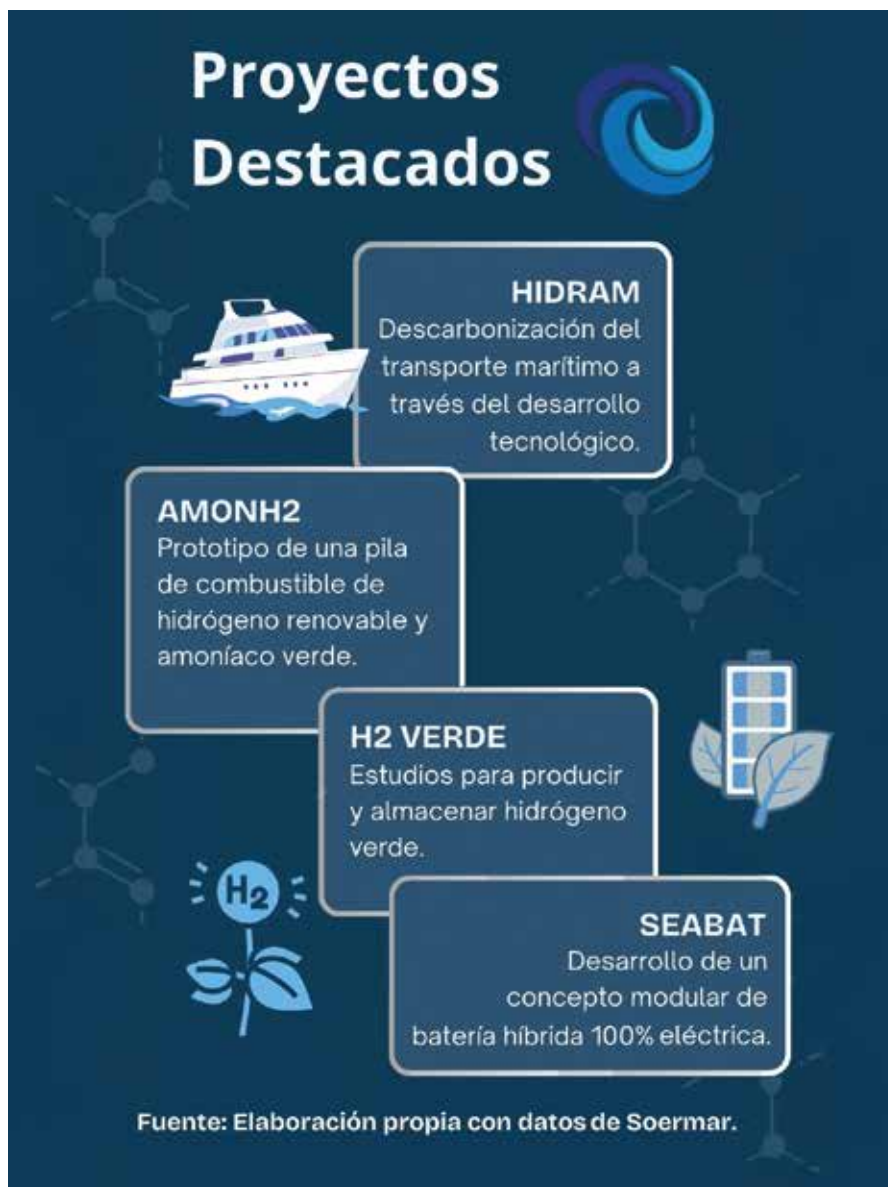 Proyectos
Destacados
HIDRAM
Descarbonización del
transporte marítimo a
través del desarrollo
tecnológico.
AMONH2
Prototipo de una pila
de combustible de
hidrógeno renovable y
amoníaco verde.
H2 VERDE
Estudios para producir
y almacenar hidrógeno
verde.
H2
SEABAT
Desarrollo de un
concepto modular de
batería híbrida 100% eléctrica.
Fuente: Elaboración propia con datos de Soermar.